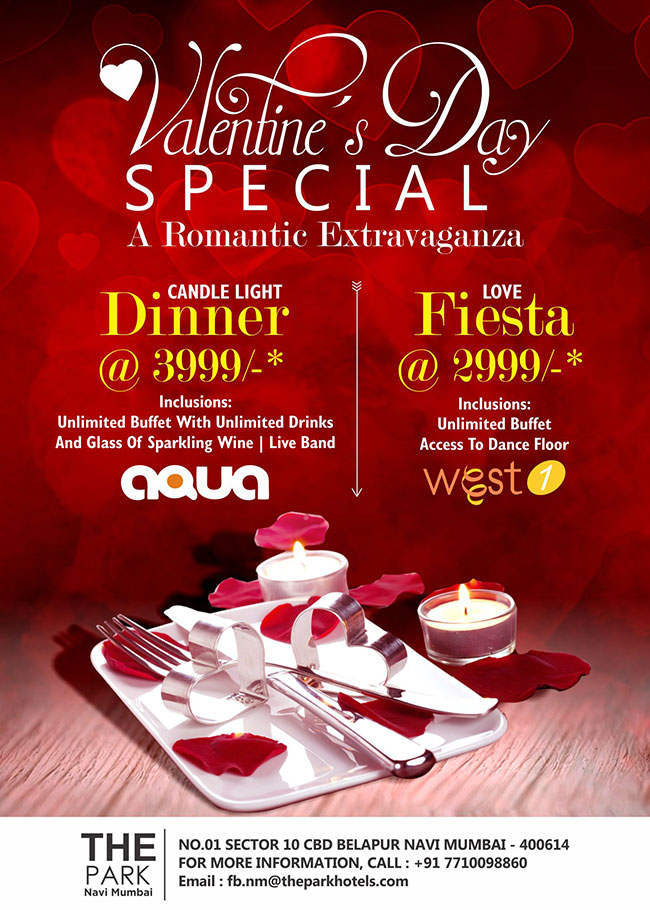 Valentine's Day
SPECIAL
A Romantic Extravaganza
CANDLE LIGHT
Dinner
@ 3999/-*
Inclusions:
Unlimited Buffet With Unlimited Drinks
And Glass Of Sparkling Wine | Live Band
aqua
LOVE
Fiesta
@ 2999/-*
Inclusions:
Unlimited Buffet
Access To Dance Floor
west 1
THE
PARK
Navi Mumbai
NO.01 SECTOR 10 CBD BELAPUR NAVI MUMBAI - 400614
FOR MORE INFORMATION, CALL : +91 7710098860
Email : fb.nm@theparkhotels.com